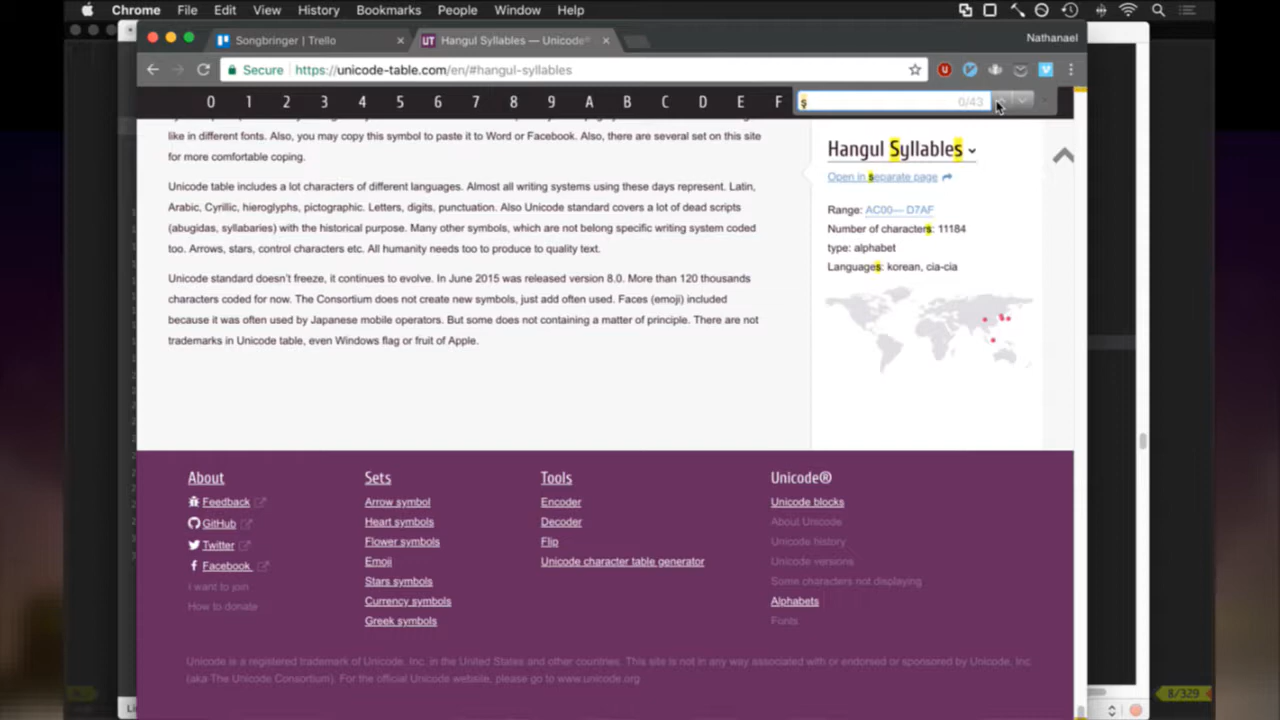 Chrome File Edit View History Bookmarks People Window Help
Songbringer | Trello
UT Hangul Syllables — Unicode®
Nathanael
Secure https://unicode-table.com/en/#hangul-syllables
0 1 2 3 4 5 6 7 8 9 A B C D E F
s 0/43
like in different fonts. Also, you may copy this symbol to paste it to Word or Facebook. Also, there are several set on this site
for more comfortable coping.
Unicode table includes a lot characters of different languages. Almost all writing systems using these days represent. Latin,
Arabic, Cyrillic, hieroglyphs, pictographic. Letters, digits, punctuation. Also Unicode standard covers a lot of dead scripts
(abugidas, syllabaries) with the historical purpose. Many other symbols, which are not belong specific writing system coded
too. Arrows, stars, control characters etc. All humanity needs too to produce to quality text.
Unicode standard doesn't freeze, it continues to evolve. In June 2015 was released version 8.0. More than 120 thousands
characters coded for now. The Consortium does not create new symbols, just add often used. Faces (emoji) included
because it was often used by Japanese mobile operators. But some does not containing a matter of principle. There are not
trademarks in Unicode table, even Windows flag or fruit of Apple.
Hangul Syllables
Open in separate page
Range: AC00— D7AF
Number of characters: 11184
type: alphabet
Languages: korean, cia-cia
About
Feedback
GitHub
Twitter
Facebook
I want to join
How to donate
Sets
Arrow symbol
Heart symbols
Flower symbols
Emoji
Stars symbols
Currency symbols
Greek symbols
Tools
Encoder
Decoder
Flip
Unicode character table generator
Unicode®
Unicode blocks
About Unicode
Unicode history
Unicode versions
Some characters not displaying
Alphabets
Fonts
Unicode is a registered trademark of Unicode, Inc. in the United States and other countries. This site is not in any way associated with or endorsed or sponsored by Unicode, Inc.
(aka The Unicode Consortium). For the official Unicode website, please go to www.unicode.org
8/329